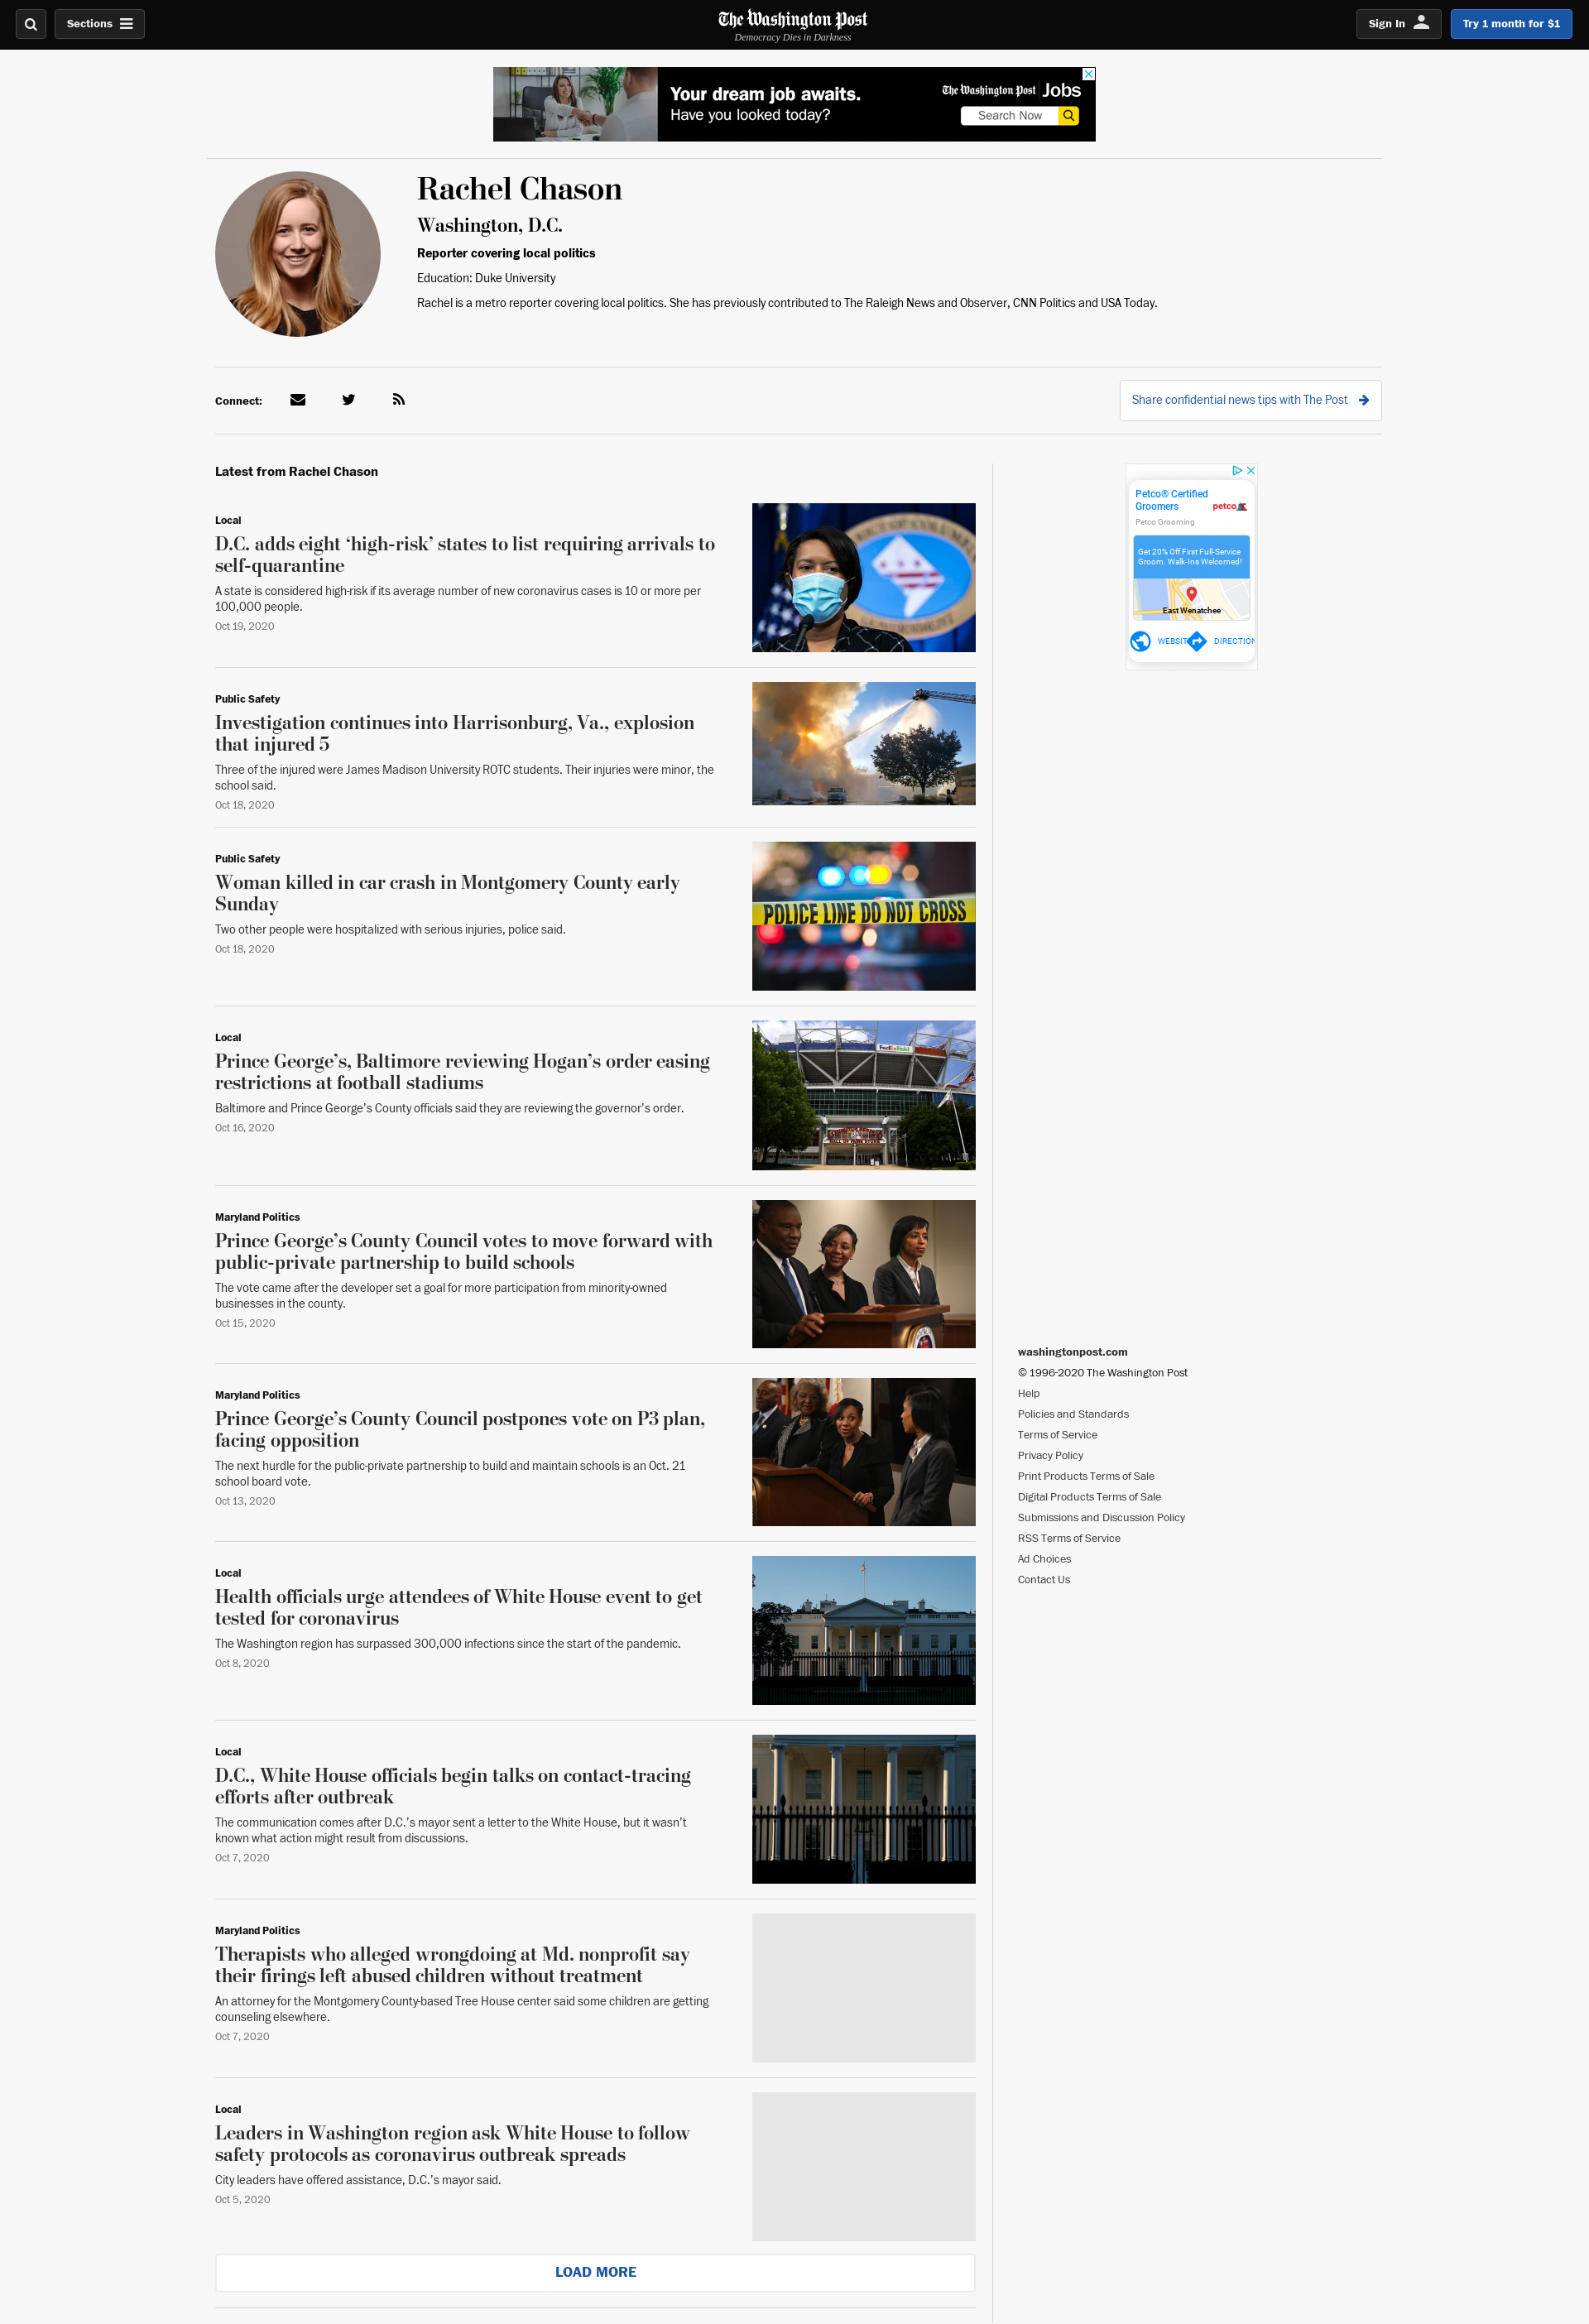 Sections
The Washington Post
Democracy Dies in Darkness
Sign In
Try 1 month for $1
Your dream job awaits.
Have you looked today?
The Washington Post Jobs
Search Now
Rachel Chason
Washington, D.C.
Reporter covering local politics
Education: Duke University
Rachel is a metro reporter covering local politics. She has previously contributed to The Raleigh News and Observer, CNN Politics and USA Today.
Connect:
Share confidential news tips with The Post
Latest from Rachel Chason
Local
D.C. adds eight ‘high-risk’ states to list requiring arrivals to
self-quarantine
A state is considered high-risk if its average number of new coronavirus cases is 10 or more per
100,000 people.
Oct 19, 2020
Public Safety
Investigation continues into Harrisonburg, Va., explosion
that injured 5
Three of the injured were James Madison University ROTC students. Their injuries were minor, the
school said.
Oct 18, 2020
Public Safety
Woman killed in car crash in Montgomery County early
Sunday
Two other people were hospitalized with serious injuries, police said.
Oct 18, 2020
POLICE LINE DO NOT CROSS
Local
Prince George’s, Baltimore reviewing Hogan’s order easing
restrictions at football stadiums
Baltimore and Prince George’s County officials said they are reviewing the governor’s order.
Oct 16, 2020
FedEx Field
Maryland Politics
Prince George’s County Council votes to move forward with
public-private partnership to build schools
The vote came after the developer set a goal for more participation from minority-owned
businesses in the county.
Oct 15, 2020
Maryland Politics
Prince George’s County Council postpones vote on P3 plan,
facing opposition
The next hurdle for the public-private partnership to build and maintain schools is an Oct. 21
school board vote.
Oct 13, 2020
Local
Health officials urge attendees of White House event to get
tested for coronavirus
The Washington region has surpassed 300,000 infections since the start of the pandemic.
Oct 8, 2020
Local
D.C., White House officials begin talks on contact-tracing
efforts after outbreak
The communication comes after D.C.’s mayor sent a letter to the White House, but it wasn’t
known what action might result from discussions.
Oct 7, 2020
Maryland Politics
Therapists who alleged wrongdoing at Md. nonprofit say
their firings left abused children without treatment
An attorney for the Montgomery County-based Tree House center said some children are getting
counseling elsewhere.
Oct 7, 2020
Local
Leaders in Washington region ask White House to follow
safety protocols as coronavirus outbreak spreads
City leaders have offered assistance, D.C.’s mayor said.
Oct 5, 2020
LOAD MORE
Petco® Certified
Groomers
petco
Petco Grooming
Get 20% Off First Full-Service
Groom. Walk-Ins Welcomed!
East Wenatchee
WEBSIT
DIRECTION
washingtonpost.com
© 1996-2020 The Washington Post
Help
Policies and Standards
Terms of Service
Privacy Policy
Print Products Terms of Sale
Digital Products Terms of Sale
Submissions and Discussion Policy
RSS Terms of Service
Ad Choices
Contact Us